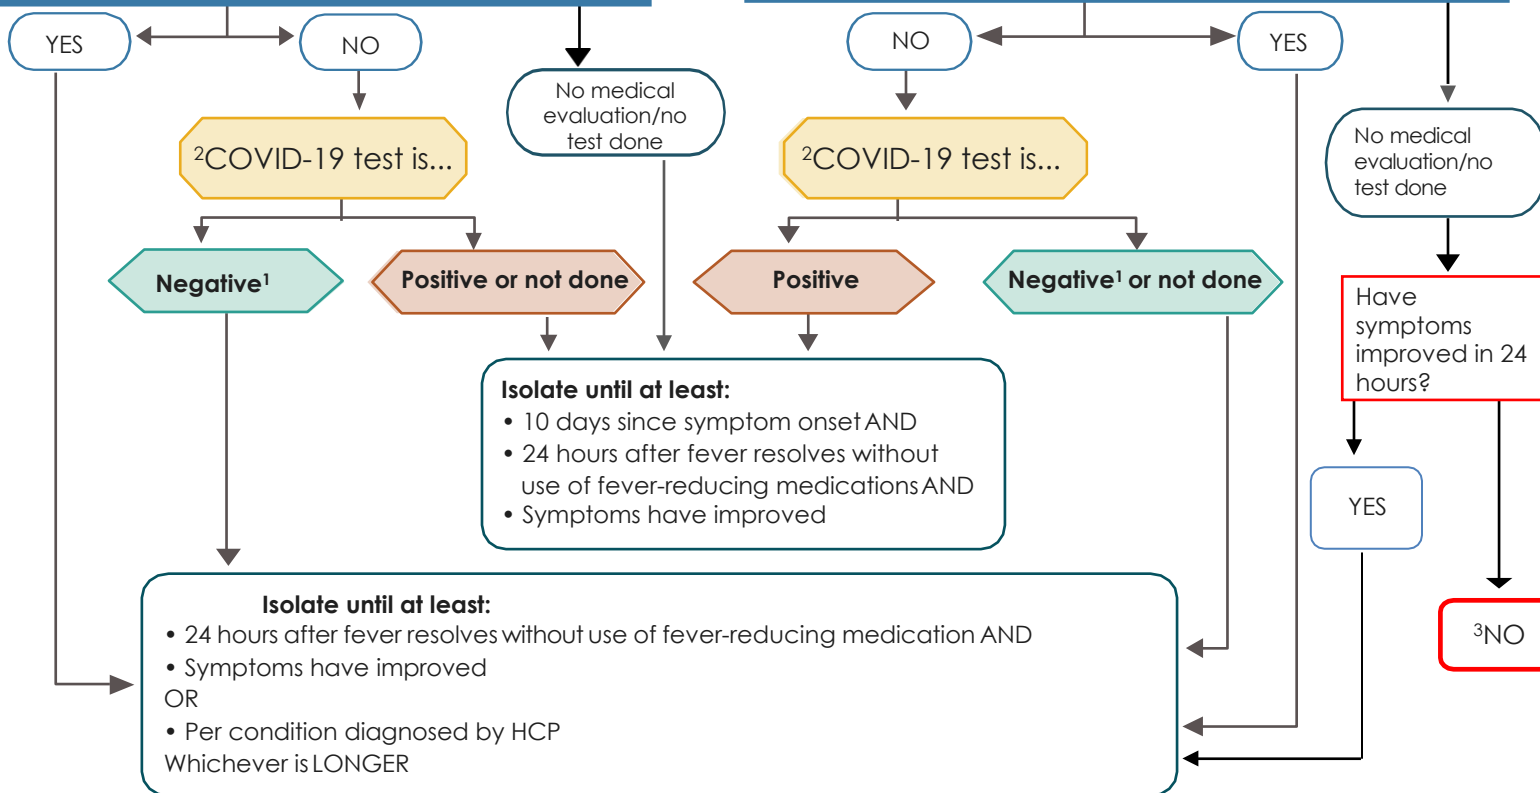 YES
NO
No medical
evaluation/no
test done
NO
YES
No medical
evaluation/no
test done
²COVID-19 test is...
²COVID-19 test is...
Negative¹
Positive or not done
Positive
Negative¹ or not done
Have
symptoms
improved in 24
hours?
Isolate until at least:
• 10 days since symptom onset AND
• 24 hours after fever resolves without
use of fever-reducing medications AND
• Symptoms have improved
YES
³NO
Isolate until at least:
• 24 hours after fever resolves without use of fever-reducing medication AND
• Symptoms have improved
OR
• Per condition diagnosed by HCP
Whichever is LONGER